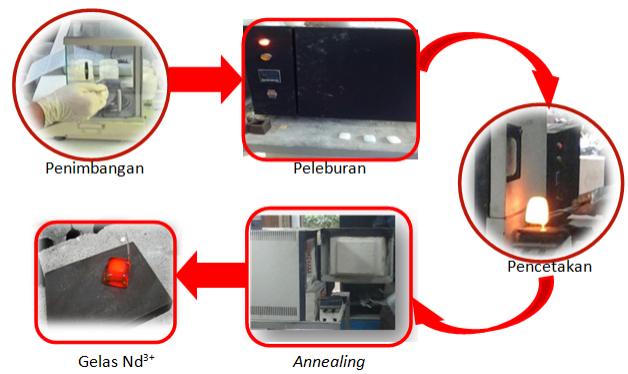 Penimbangan
Peleburan
Pencetakan
Annealing
Gelas Nd³⁺